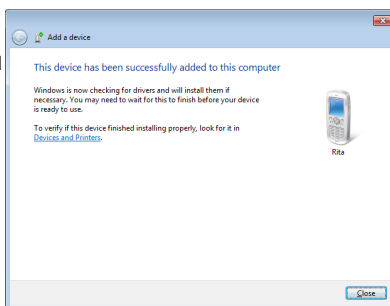 Add a device
This device has been successfully added to this computer
Windows is now checking for drivers and will install them if
necessary. You may need to wait for this to finish before your device
is ready to use.
To verify if this device finished installing properly, look for it in
Devices and Printers.
Rita
Close